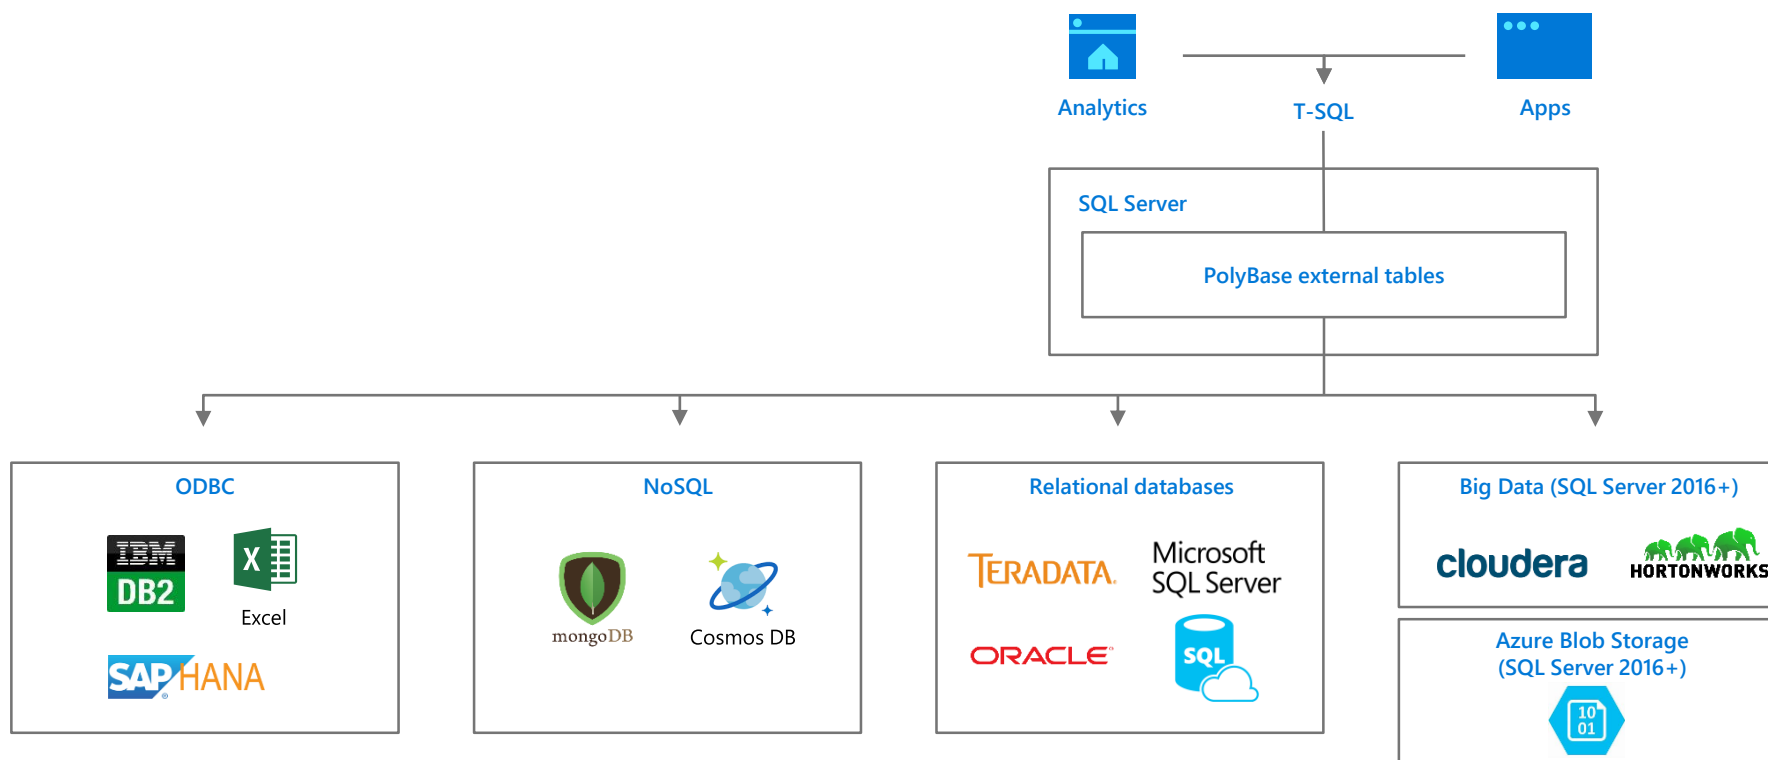 Analytics
T-SQL
Apps
SQL Server
PolyBase external tables
ODBC
IBM
DB2
X
Excel
SAP HANA
NoSQL
mongoDB
Cosmos DB
Relational databases
TERADATA
Microsoft
SQL Server
ORACLE
SQL
Big Data (SQL Server 2016+)
cloudera
HORTONWORKS
Azure Blob Storage
(SQL Server 2016+)
10
01